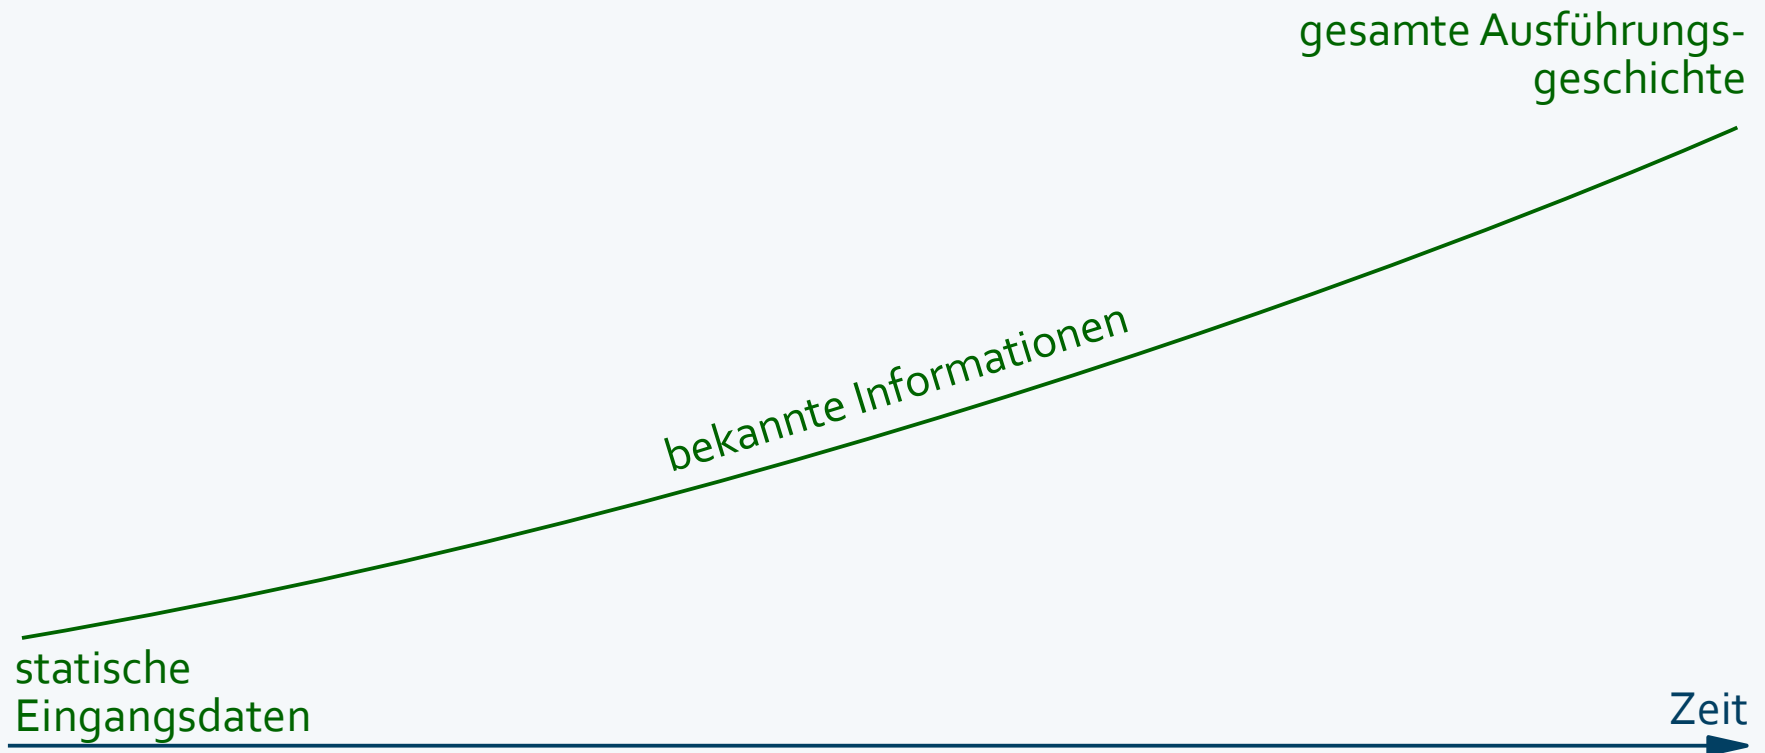 gesamte Ausführungs-
geschichte
bekannte Informationen
statische
Eingangsdaten
Zeit